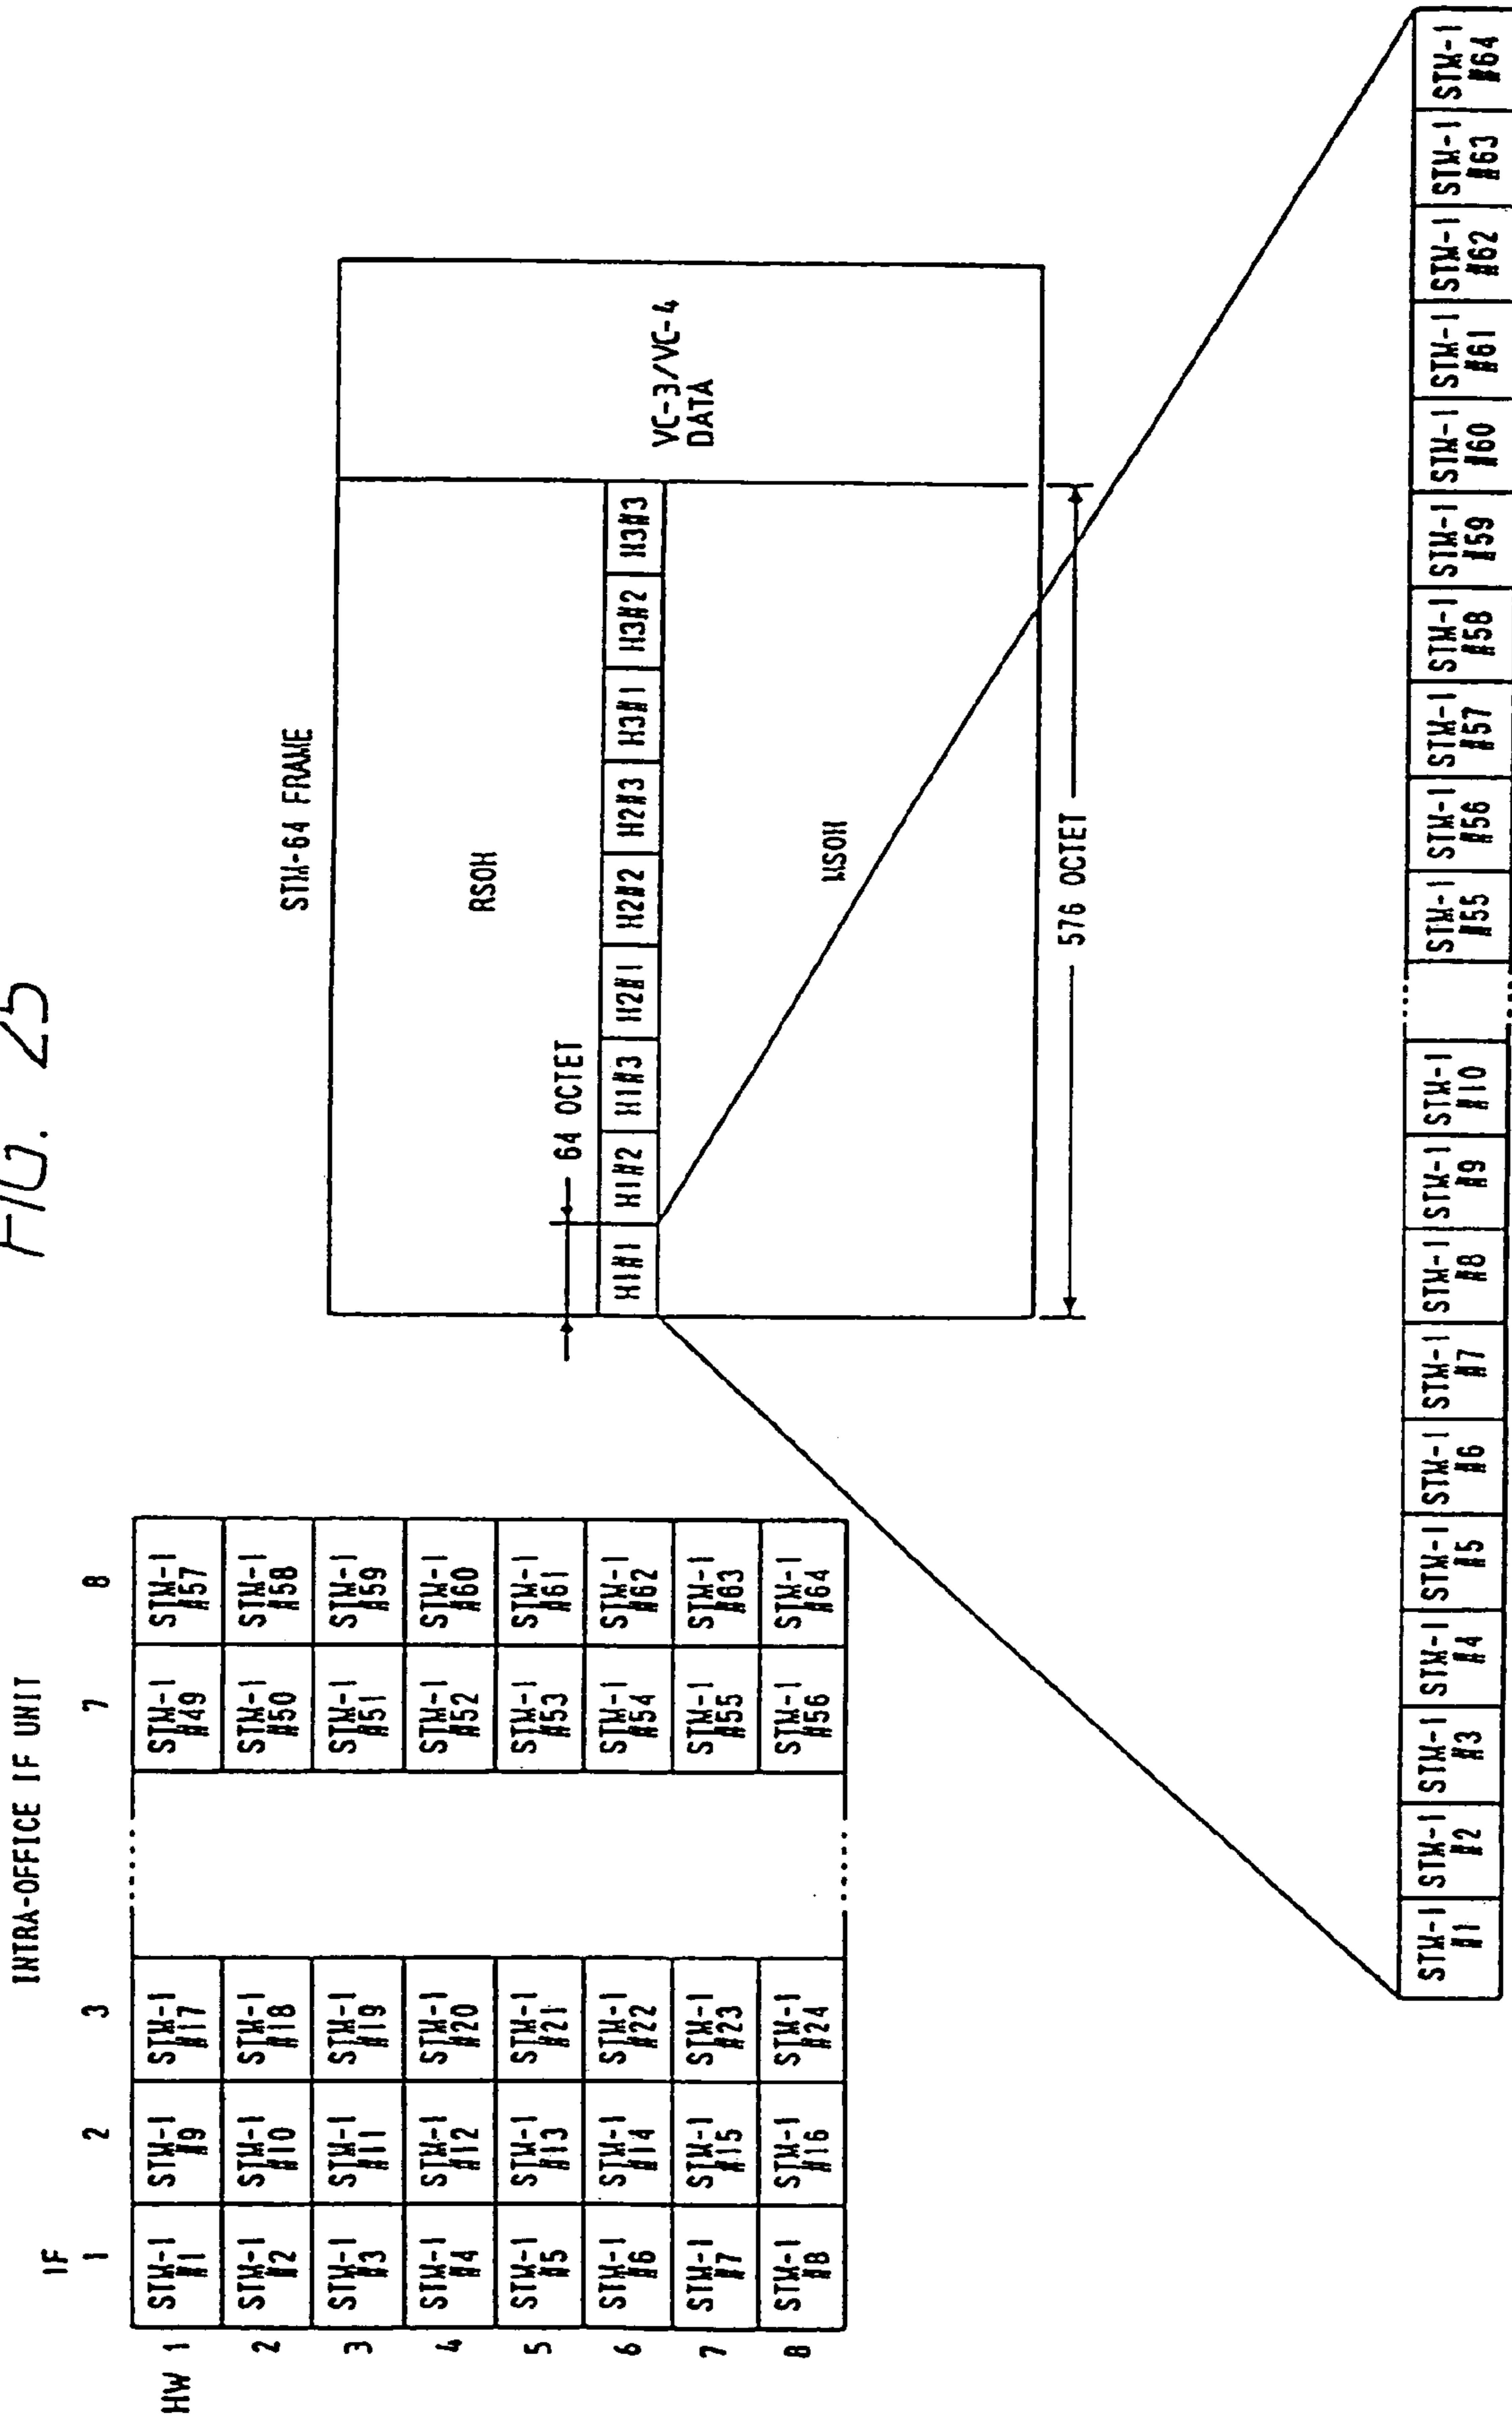 FIG. 25
INTRA-OFFICE IF UNIT
IF
1 2 3 7 8
HW 1 STM-1 #1 STM-1 #9 STM-1 #17 STM-1 #49 STM-1 #57
2 STM-1 #2 STM-1 #10 STM-1 #18 STM-1 #50 STM-1 #58
3 STM-1 #3 STM-1 #11 STM-1 #19 STM-1 #51 STM-1 #59
4 STM-1 #4 STM-1 #12 STM-1 #20 STM-1 #52 STM-1 #60
5 STM-1 #5 STM-1 #13 STM-1 #21 STM-1 #53 STM-1 #61
6 STM-1 #6 STM-1 #14 STM-1 #22 STM-1 #54 STM-1 #62
7 STM-1 #7 STM-1 #15 STM-1 #23 STM-1 #55 STM-1 #63
8 STM-1 #8 STM-1 #16 STM-1 #24 STM-1 #56 STM-1 #64
STM-64 FRAME
RSOH
64 OCTET
H1#1 H1#2 H1#3 H2#1 H2#2 H2#3 H3#1 H3#2 H3#3
VC-3/VC-4
DATA
MSOH
576 OCTET
STM-1 STM-1 STM-1 STM-1 STM-1 STM-1 STM-1 STM-1 STM-1 STM-1 STM-1 STM-1 STM-1 STM-1 STM-1 STM-1 STM-1 STM-1 STM-1 STM-1
#1 #2 #3 #4 #5 #6 #7 #8 #9 #10 #55 #56 #57 #58 #59 #60 #61 #62 #63 #64